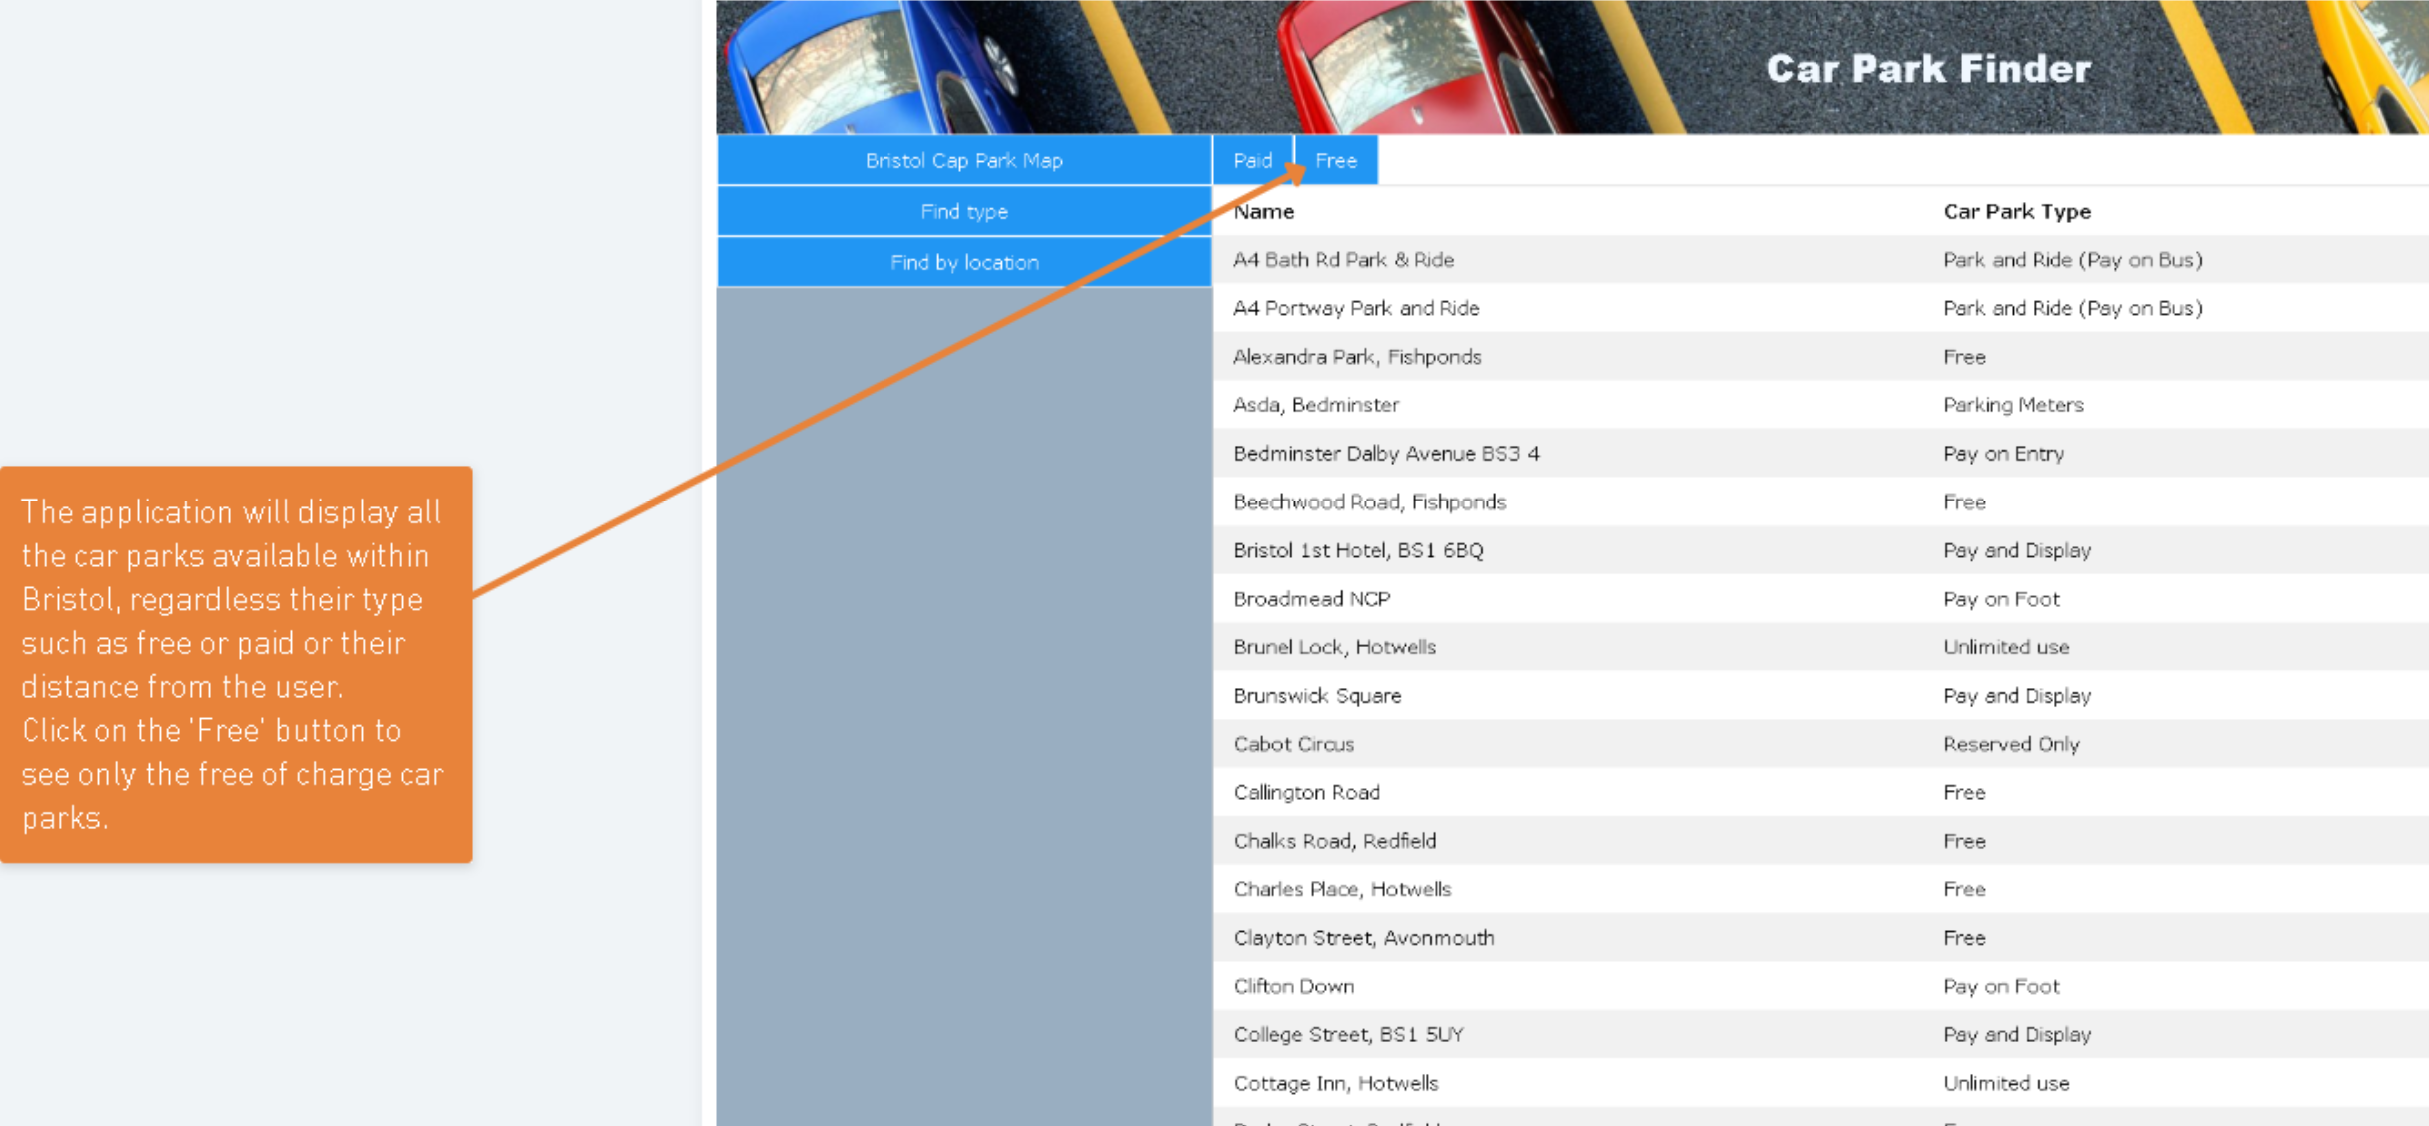 Car Park Finder
Bristol Cap Park Map
Find type
Find by location
Paid Free
Name Car Park Type
A4 Bath Rd Park & Ride Park and Ride (Pay on Bus)
A4 Portway Park and Ride Park and Ride (Pay on Bus)
Alexandra Park, Fishponds Free
Asda, Bedminster Parking Meters
Bedminster Dalby Avenue BS3 4 Pay on Entry
Beechwood Road, Fishponds Free
Bristol 1st Hotel, BS1 6BQ Pay and Display
Broadmead NCP Pay on Foot
Brunel Lock, Hotwells Unlimited use
Brunswick Square Pay and Display
Cabot Circus Reserved Only
Callington Road Free
Chalks Road, Redfield Free
Charles Place, Hotwells Free
Clayton Street, Avonmouth Free
Clifton Down Pay on Foot
College Street, BS1 5UY Pay and Display
Cottage Inn, Hotwells Unlimited use
The application will display all
the car parks available within
Bristol, regardless their type
such as free or paid or their
distance from the user.
Click on the 'Free' button to
see only the free of charge car
parks.